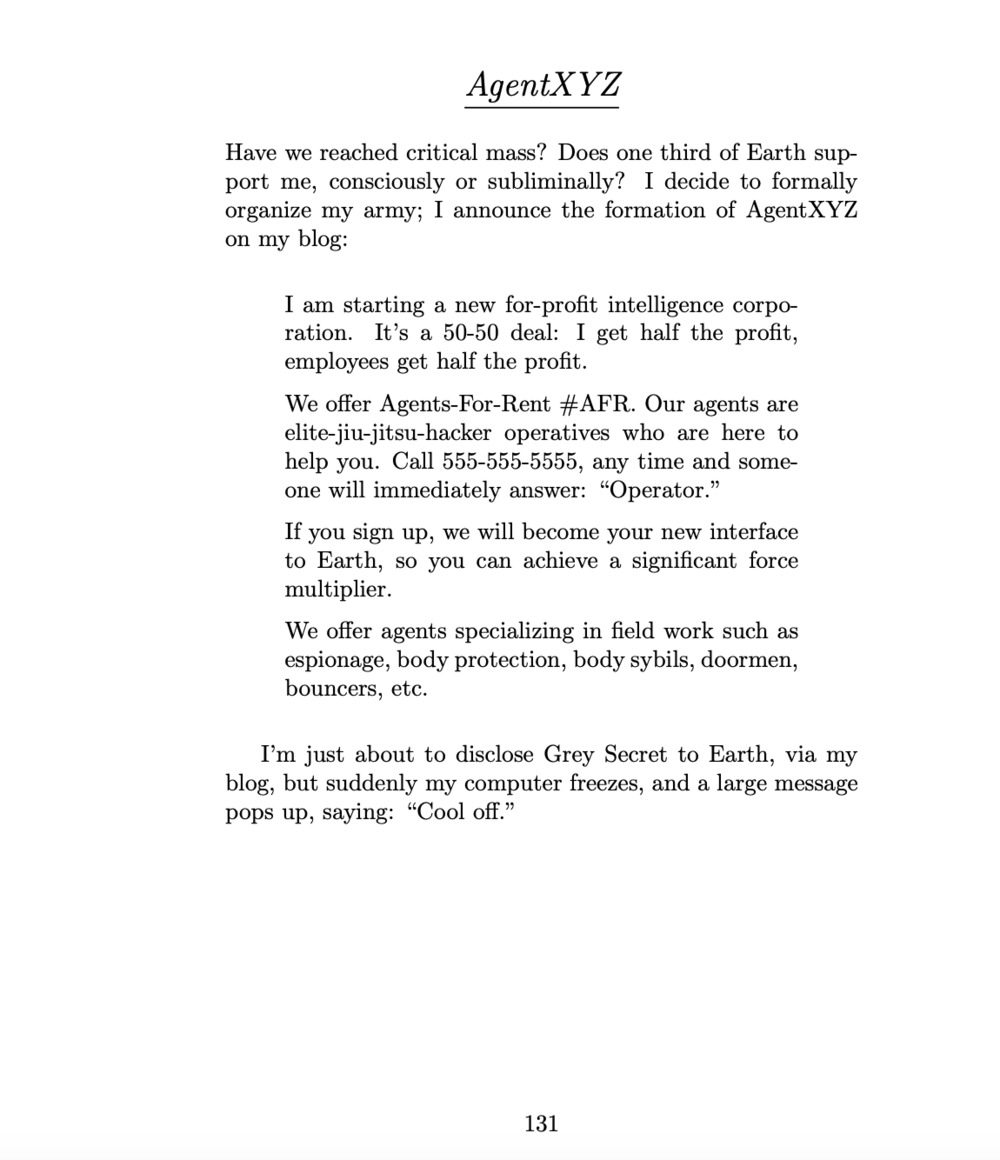 AgentXYZ
Have we reached critical mass? Does one third of Earth sup-
port me, consciously or subliminally? I decide to formally
organize my army; I announce the formation of AgentXYZ
on my blog:
I am starting a new for-profit intelligence corpo-
ration. It's a 50-50 deal: I get half the profit,
employees get half the profit.
We offer Agents-For-Rent #AFR. Our agents are
elite-jiu-jitsu-hacker operatives who are here to
help you. Call 555-555-5555, any time and some-
one will immediately answer: “Operator.”
If you sign up, we will become your new interface
to Earth, so you can achieve a significant force
multiplier.
We offer agents specializing in field work such as
espionage, body protection, body sybils, doormen,
bouncers, etc.
I'm just about to disclose Grey Secret to Earth, via my
blog, but suddenly my computer freezes, and a large message
pops up, saying: “Cool off.”
131